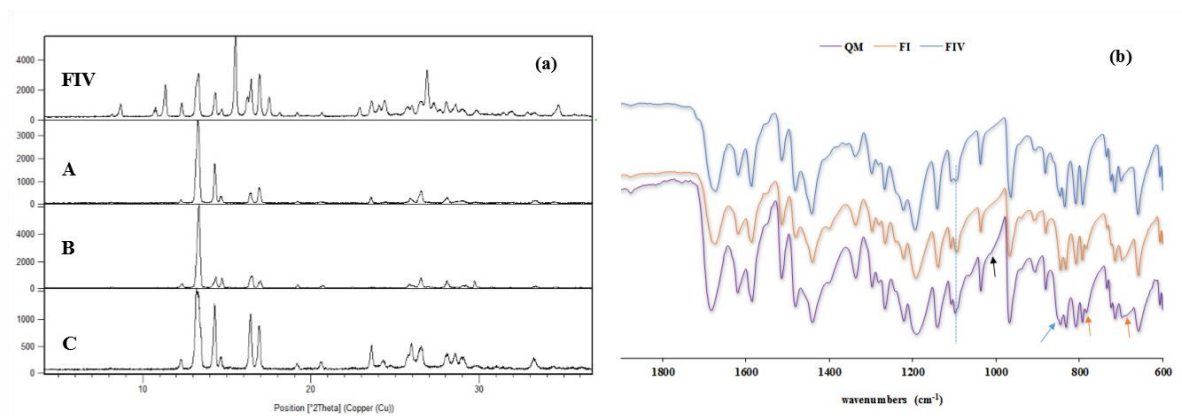 FIV
(a)
4000
2000
0
A
3000
2000
1000
0
B
4000
2000
0
C
1000
500
0
10 20 30
Position [°2Theta] (Copper (Cu))
QM FI FIV
(b)
1800 1600 1400 1200 1000 800 600
wavenumbers (cm-1)